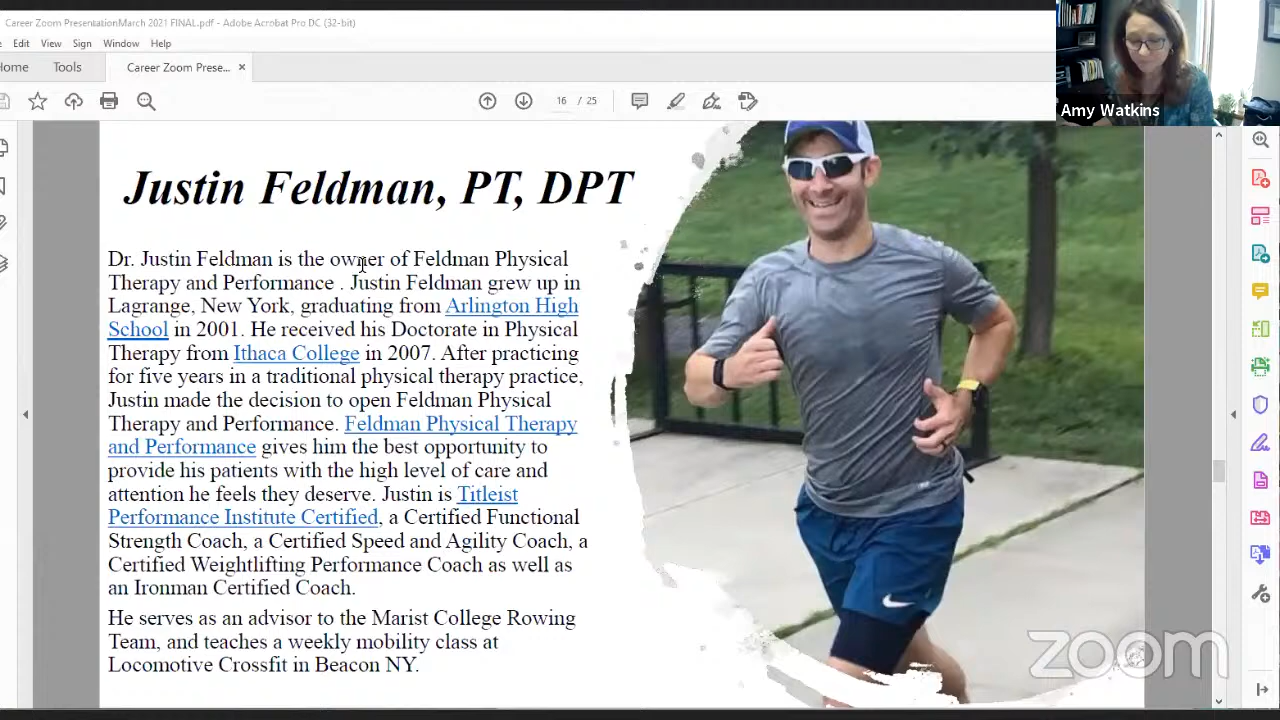 Career Zoom PresentationMarch 2021 FINAL.pdf - Adobe Acrobat Pro DC (32-bit)
Edit View Sign Window Help
Tools
Career Zoom Prese... ×
16 / 25
Amy Watkins
Justin Feldman, PT, DPT
Dr. Justin Feldman is the owner of Feldman Physical
Therapy and Performance . Justin Feldman grew up in
Lagrange, New York, graduating from Arlington High
School in 2001. He received his Doctorate in Physical
Therapy from Ithaca College in 2007. After practicing
for five years in a traditional physical therapy practice,
Justin made the decision to open Feldman Physical
Therapy and Performance. Feldman Physical Therapy
and Performance gives him the best opportunity to
provide his patients with the high level of care and
attention he feels they deserve. Justin is Titleist
Performance Institute Certified, a Certified Functional
Strength Coach, a Certified Speed and Agility Coach, a
Certified Weightlifting Performance Coach as well as
an Ironman Certified Coach.
He serves as an advisor to the Marist College Rowing
Team, and teaches a weekly mobility class at
Locomotive Crossfit in Beacon NY.
zoom